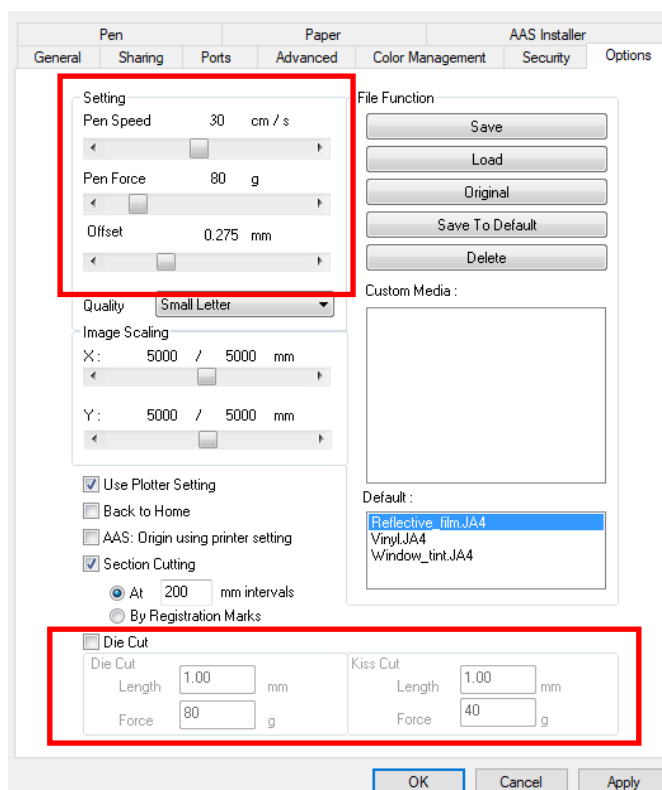 Pen Paper AAS Installer
General Sharing Ports Advanced Color Management Security Options
Setting
Pen Speed 30 cm / s
Pen Force 80 g
Offset 0.275 mm
Quality Small Letter
Image Scaling
X : 5000 / 5000 mm
Y : 5000 / 5000 mm
Use Plotter Setting
Back to Home
AAS: Origin using printer setting
Section Cutting
At 200 mm intervals
By Registration Marks
File Function
Save
Load
Original
Save To Default
Delete
Custom Media :
Default :
Reflective_film.JA4
Vinyl.JA4
Window_tint.JA4
Die Cut
Die Cut
Length 1.00 mm
Force 80 g
Kiss Cut
Length 1.00 mm
Force 40 g
OK Cancel Apply